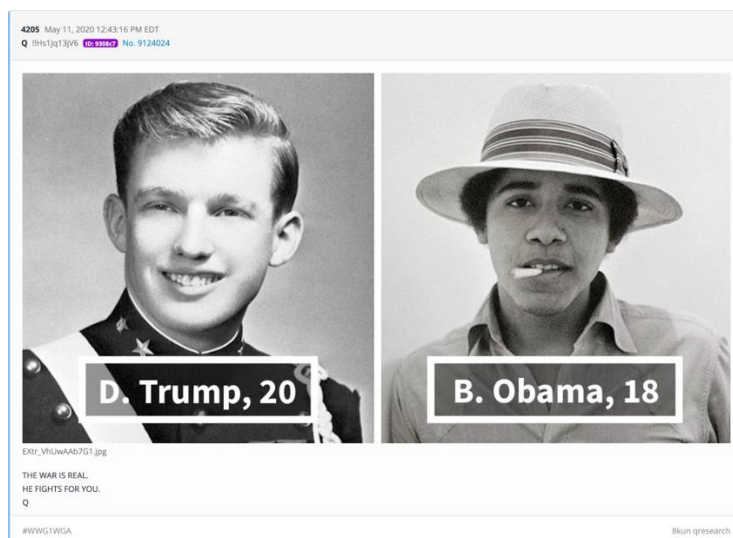 4205 May 11, 2020 12:43:16 PM EDT
Q !!Hs1Jq13jV6 ID: 9308c7 No. 9124024
D. Trump, 20
B. Obama, 18
EXtr_VhUwAAb7G1.jpg
THE WAR IS REAL.
HE FIGHTS FOR YOU.
Q
#WWG1WGA
8kun qresearch